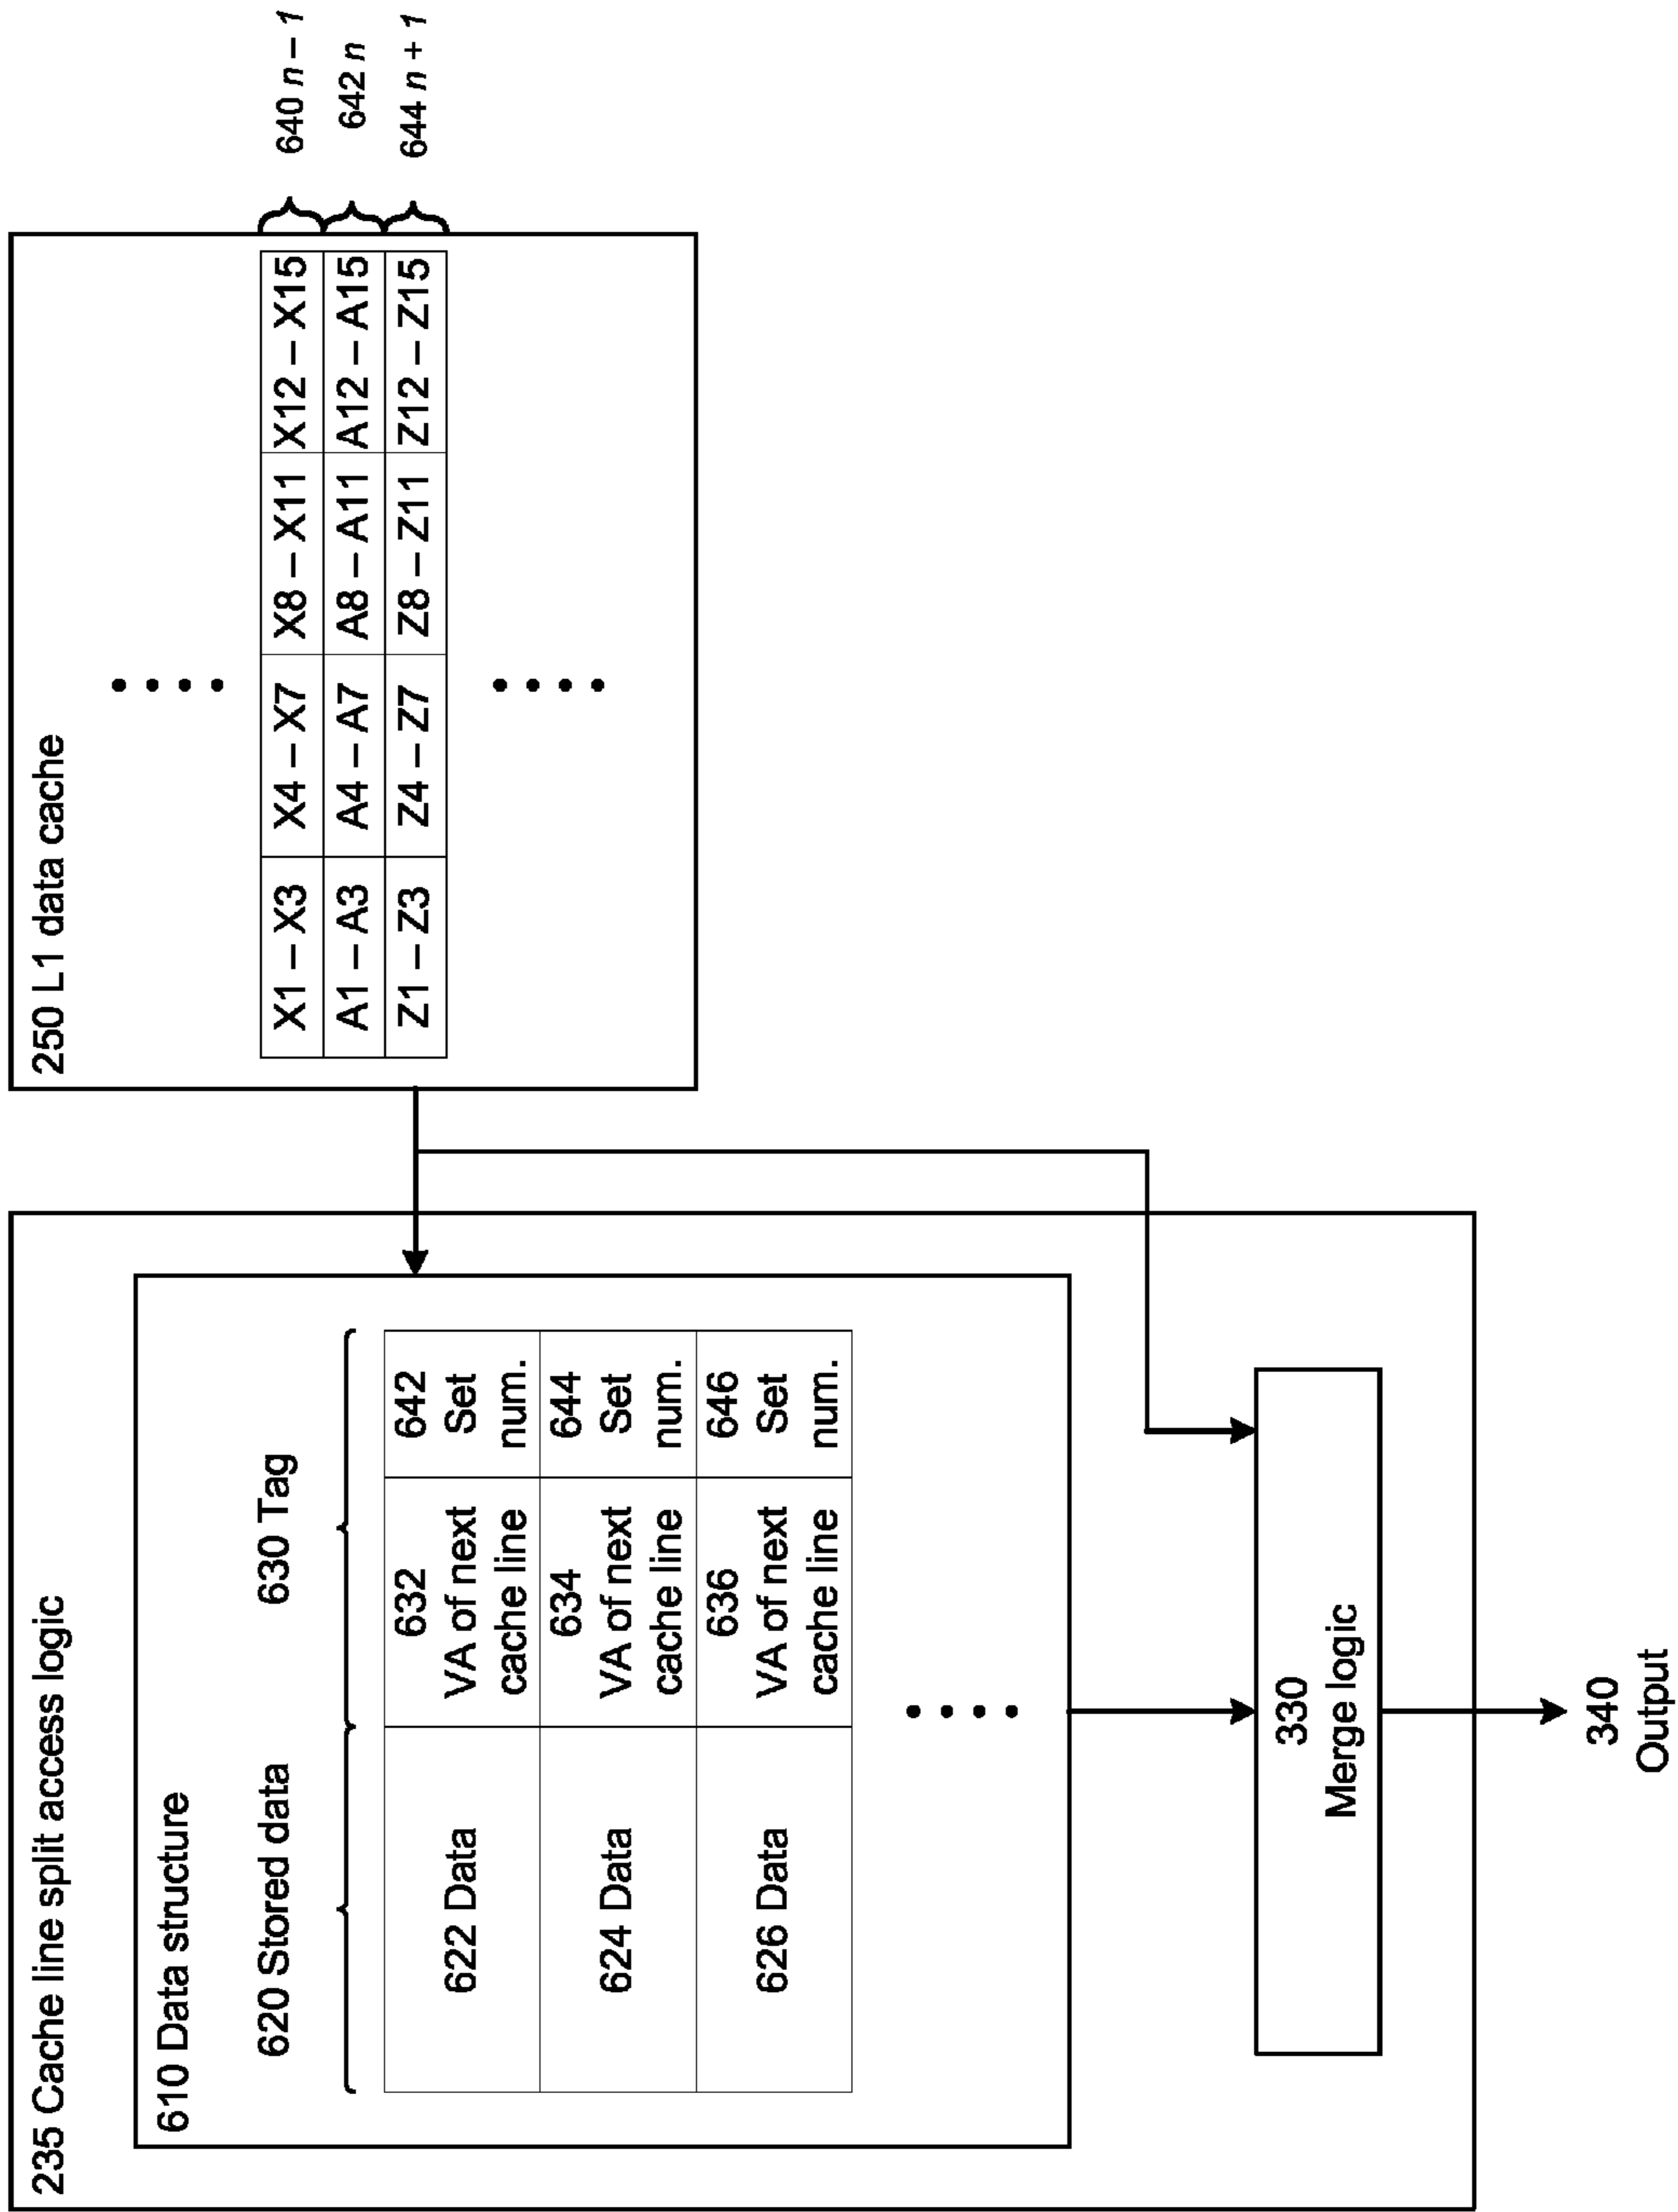 235 Cache line split access logic
610 Data structure
620 Stored data
630 Tag
622 Data
632
VA of next
cache line
642
Set
num.
624 Data
634
VA of next
cache line
644
Set
num.
626 Data
636
VA of next
cache line
646
Set
num.
330
Merge logic
340
Output
250 L1 data cache
X1 – X3 X4 – X7 X8 – X11 X12 – X15
A1 – A3 A4 – A7 A8 – A11 A12 – A15
Z1 – Z3 Z4 – Z7 Z8 – Z11 Z12 – Z15
640 n – 1
642 n
644 n + 1